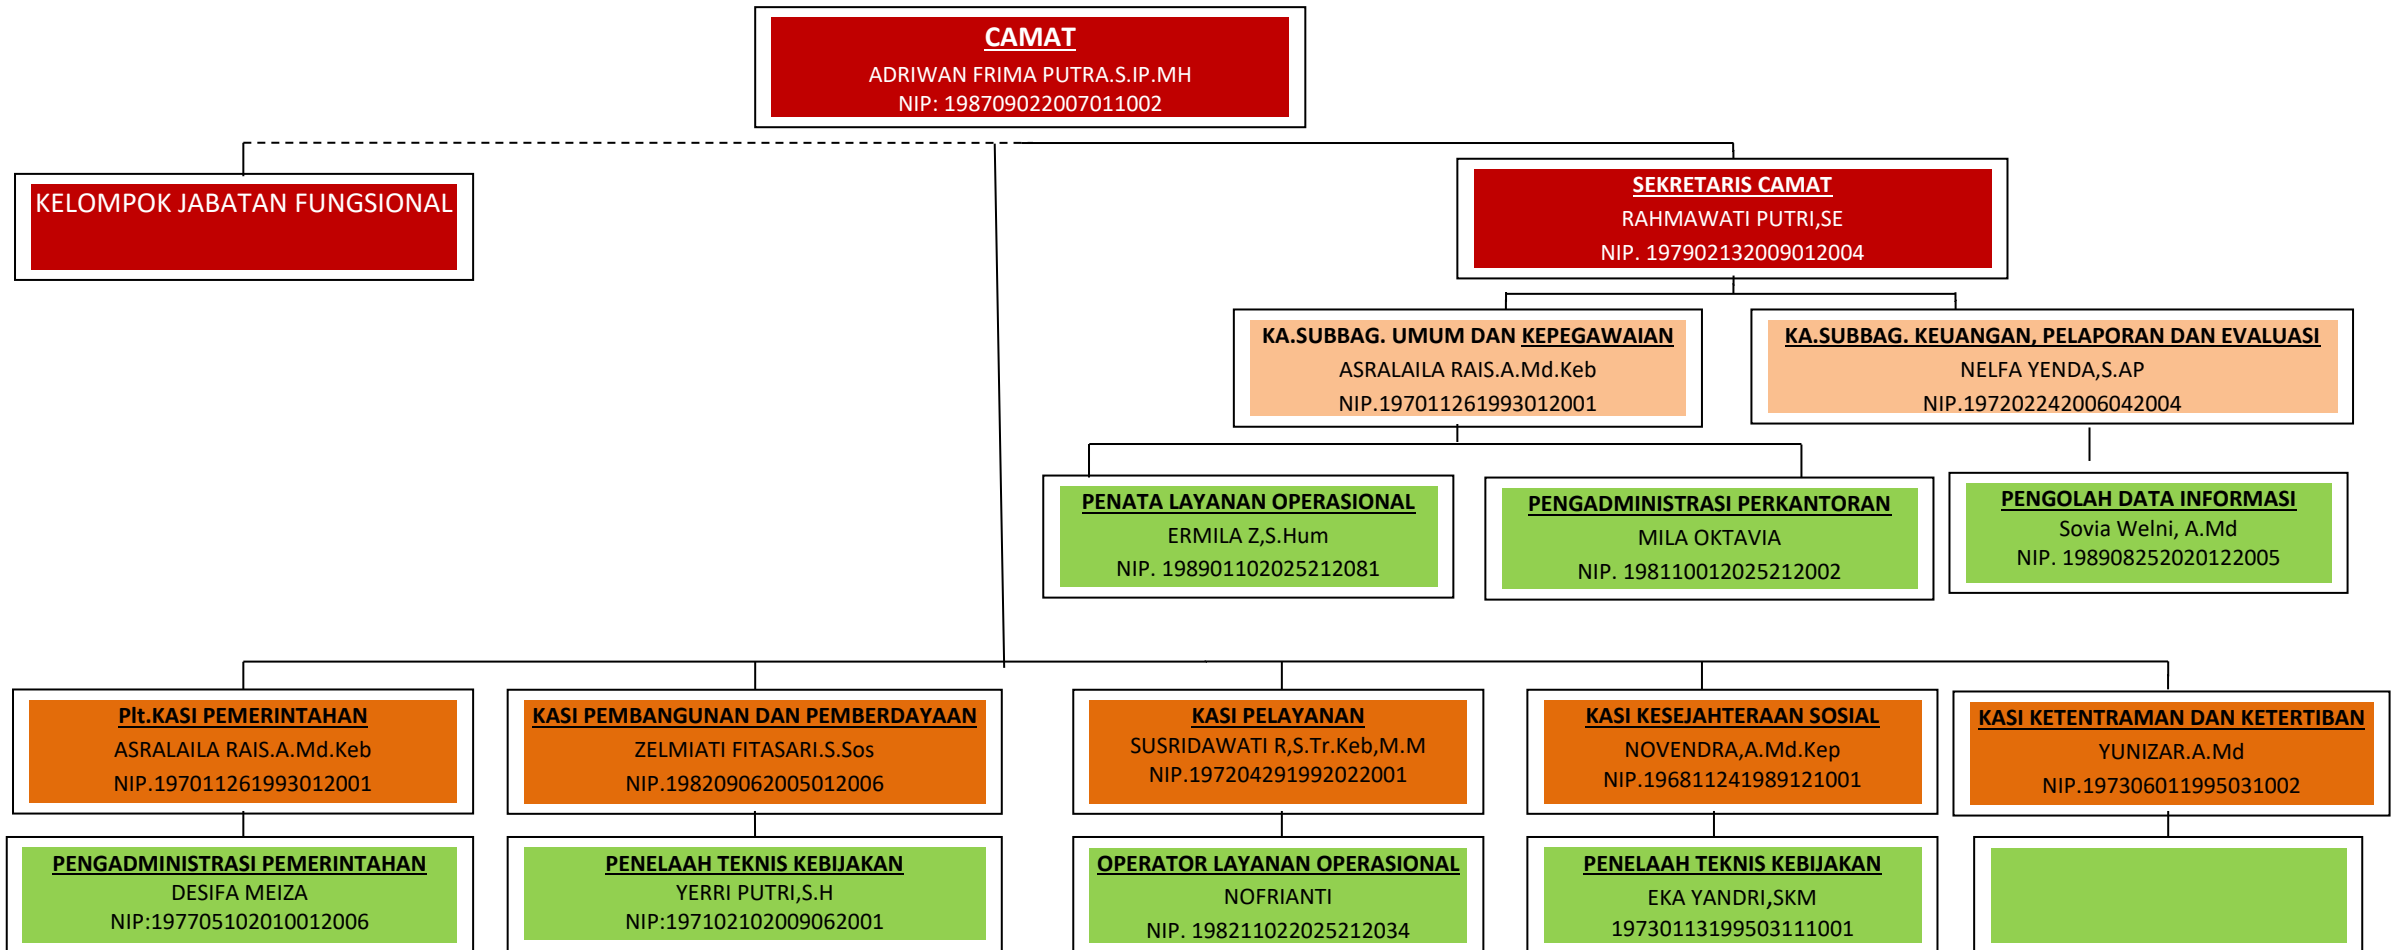 CAMAT
ADRIWAN FRIMA PUTRA.S.IP.MH
NIP: 198709022007011002
KELOMPOK JABATAN FUNGSIONAL
SEKRETARIS CAMAT
RAHMAWATI PUTRI,SE
NIP. 197902132009012004
KA.SUBBAG. UMUM DAN KEPEGAWAIAN
ASRALAILA RAIS.A.Md.Keb
NIP.197011261993012001
KA.SUBBAG. KEUANGAN, PELAPORAN DAN EVALUASI
NELFA YENDA,S.AP
NIP.197202242006042004
PENATA LAYANAN OPERASIONAL
ERMILA Z,S.Hum
NIP. 198901102025212081
PENGADMINISTRASI PERKANTORAN
MILA OKTAVIA
NIP. 198110012025212002
PENGOLAH DATA INFORMASI
Sovia Welni, A.Md
NIP. 198908252020122005
Plt.KASI PEMERINTAHAN
ASRALAILA RAIS.A.Md.Keb
NIP.197011261993012001
KASI PEMBANGUNAN DAN PEMBERDAYAAN
ZELMIATI FITASARI.S.Sos
NIP.198209062005012006
KASI PELAYANAN
SUSRIDAWATI R,S.Tr.Keb,M.M
NIP.197204291992022001
KASI KESEJAHTERAAN SOSIAL
NOVENDRA,A.Md.Kep
NIP.196811241989121001
KASI KETENTRAMAN DAN KETERTIBAN
YUNIZAR.A.Md
NIP.197306011995031002
PENGADMINISTRASI PEMERINTAHAN
DESIFA MEIZA
NIP:197705102010012006
PENELAAH TEKNIS KEBIJAKAN
YERRI PUTRI,S.H
NIP:197102102009062001
OPERATOR LAYANAN OPERASIONAL
NOFRIANTI
NIP. 198211022025212034
PENELAAH TEKNIS KEBIJAKAN
EKA YANDRI,SKM
19730113199503111001